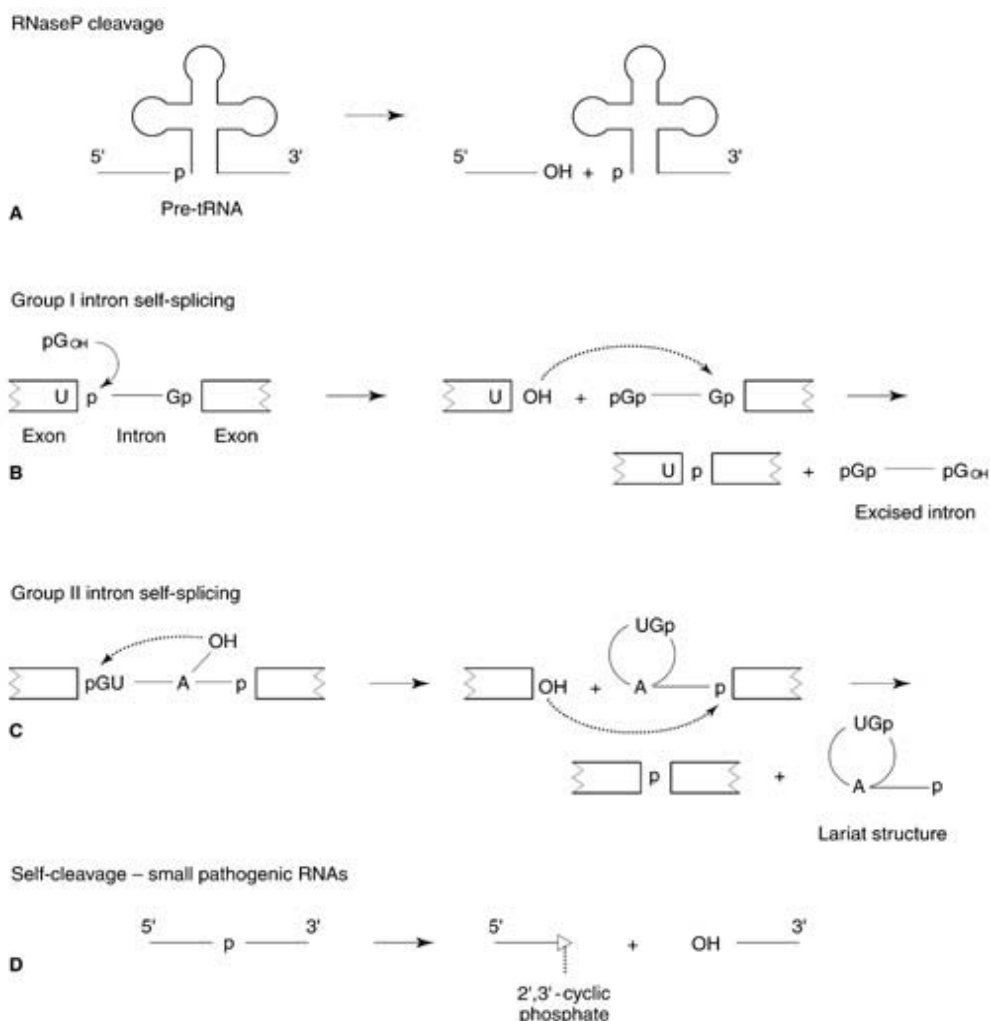 RNaseP cleavage
5' p 3' 5' OH + p 3'
Pre-tRNA
A
Group I intron self-splicing
pGOH
U p Gp U OH + pGp Gp
Exon Intron Exon
U p + pGp pGOH
B
Excised intron
Group II intron self-splicing
OH UGp
pGU A p OH + A p
C
UGp
p + A p
Lariat structure
Self-cleavage – small pathogenic RNAs
5' 3' 5' 3'
p + OH
D
2',3'-cyclic
phosphate